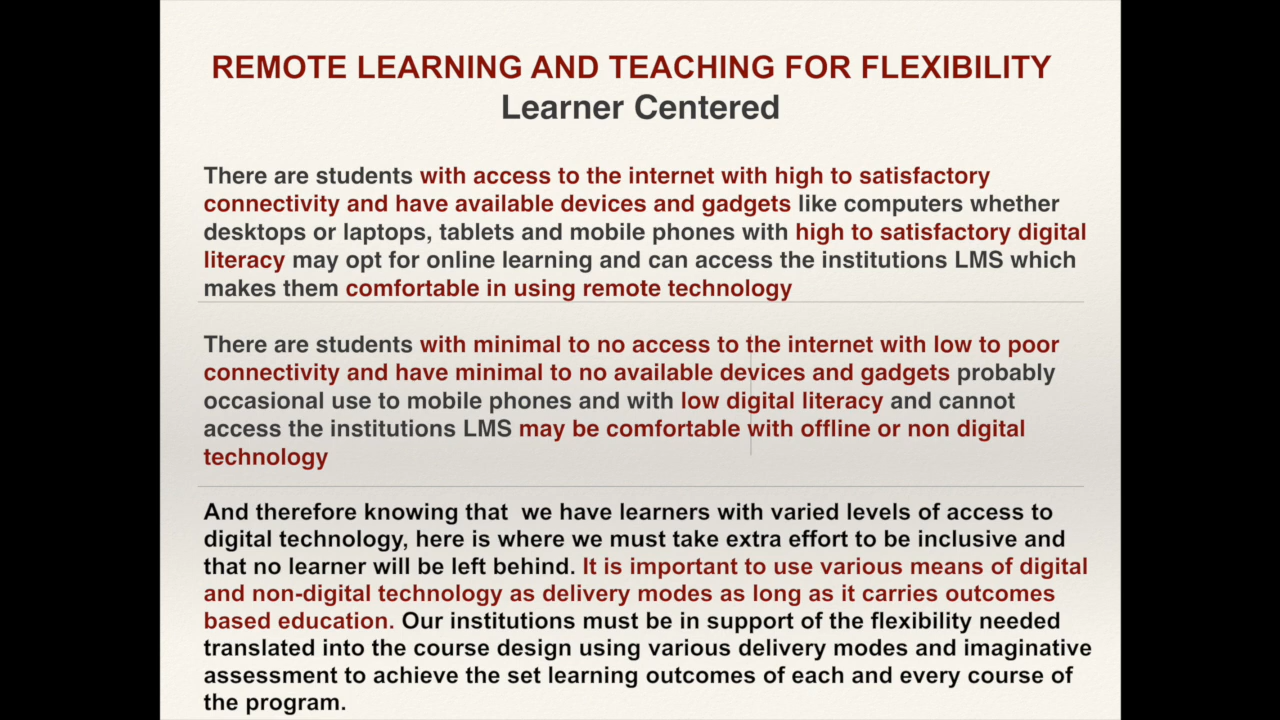 REMOTE LEARNING AND TEACHING FOR FLEXIBILITY
Learner Centered
There are students with access to the internet with high to satisfactory
connectivity and have available devices and gadgets like computers whether
desktops or laptops, tablets and mobile phones with high to satisfactory digital
literacy may opt for online learning and can access the institutions LMS which
makes them comfortable in using remote technology
There are students with minimal to no access to the internet with low to poor
connectivity and have minimal to no available devices and gadgets probably
occasional use to mobile phones and with low digital literacy and cannot
access the institutions LMS may be comfortable with offline or non digital
technology
And therefore knowing that  we have learners with varied levels of access to
digital technology, here is where we must take extra effort to be inclusive and
that no learner will be left behind. It is important to use various means of digital
and non-digital technology as delivery modes as long as it carries outcomes
based education. Our institutions must be in support of the flexibility needed
translated into the course design using various delivery modes and imaginative
assessment to achieve the set learning outcomes of each and every course of
the program.